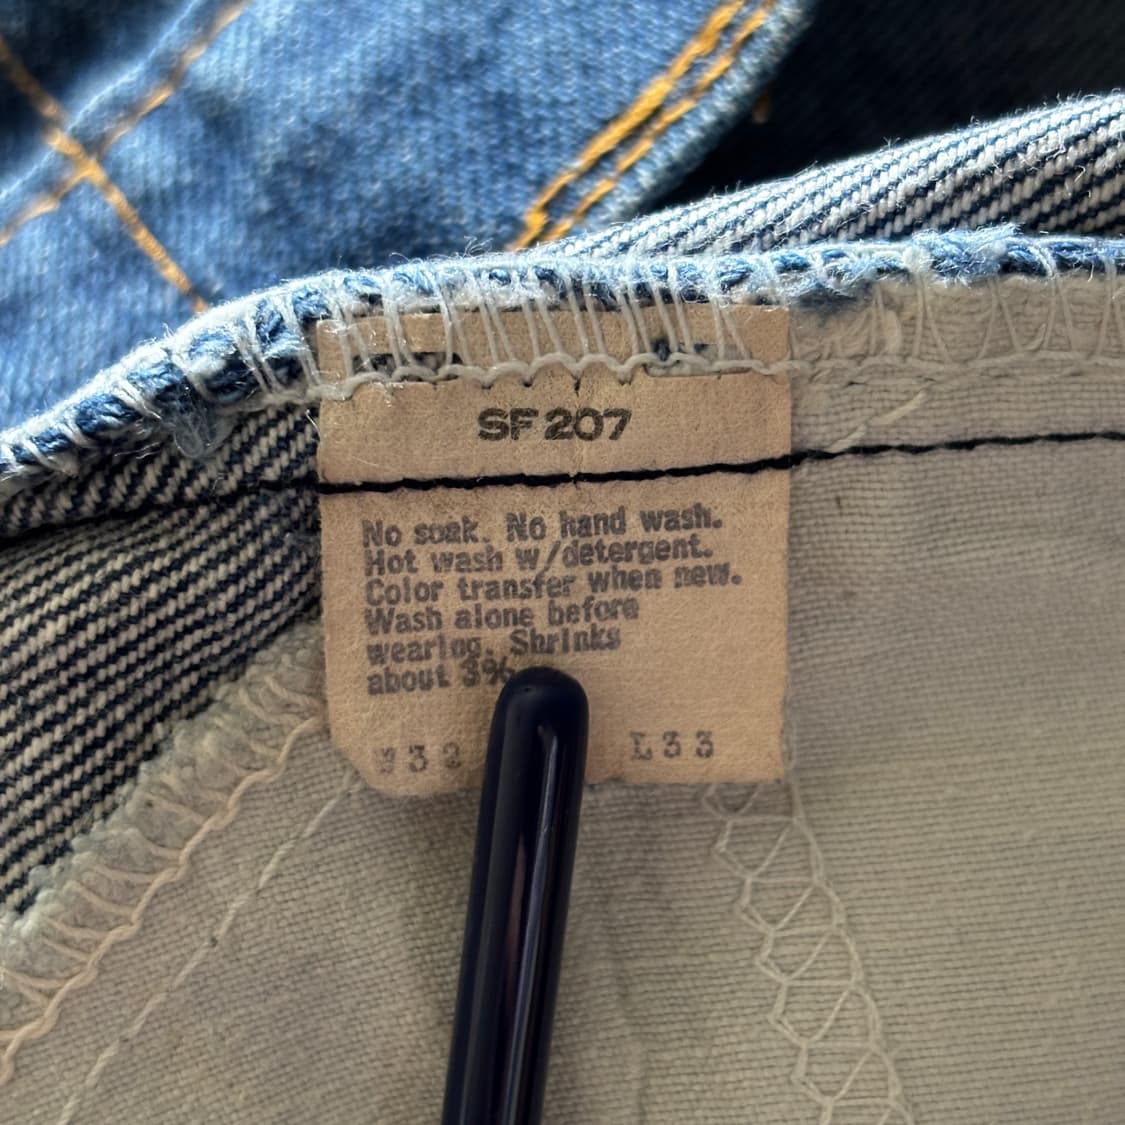 SF 207
No soak. No hand wash.
Hot wash w/detergent.
Color transfer when new.
Wash alone before
wearing. Shrinks
about 3%
32 L33